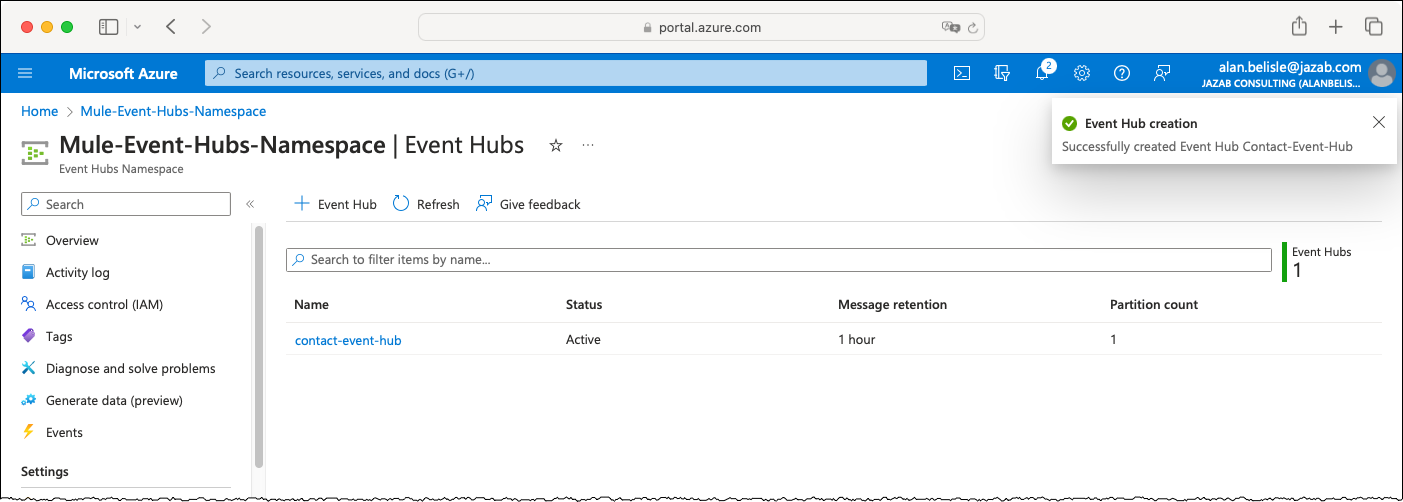 portal.azure.com
Microsoft Azure
Search resources, services, and docs (G+/)
2
alan.belisle@jazab.com
JAZAB CONSULTING (ALANBELIS...
Home > Mule-Event-Hubs-Namespace
Mule-Event-Hubs-Namespace | Event Hubs
...
Event Hubs Namespace
Event Hub creation
Successfully created Event Hub Contact-Event-Hub
Search
«
Overview
Activity log
Access control (IAM)
Tags
Diagnose and solve problems
Generate data (preview)
Events
Settings
Event Hub Refresh Give feedback
Search to filter items by name...
Event Hubs
1
Name Status Message retention Partition count
contact-event-hub Active 1 hour 1